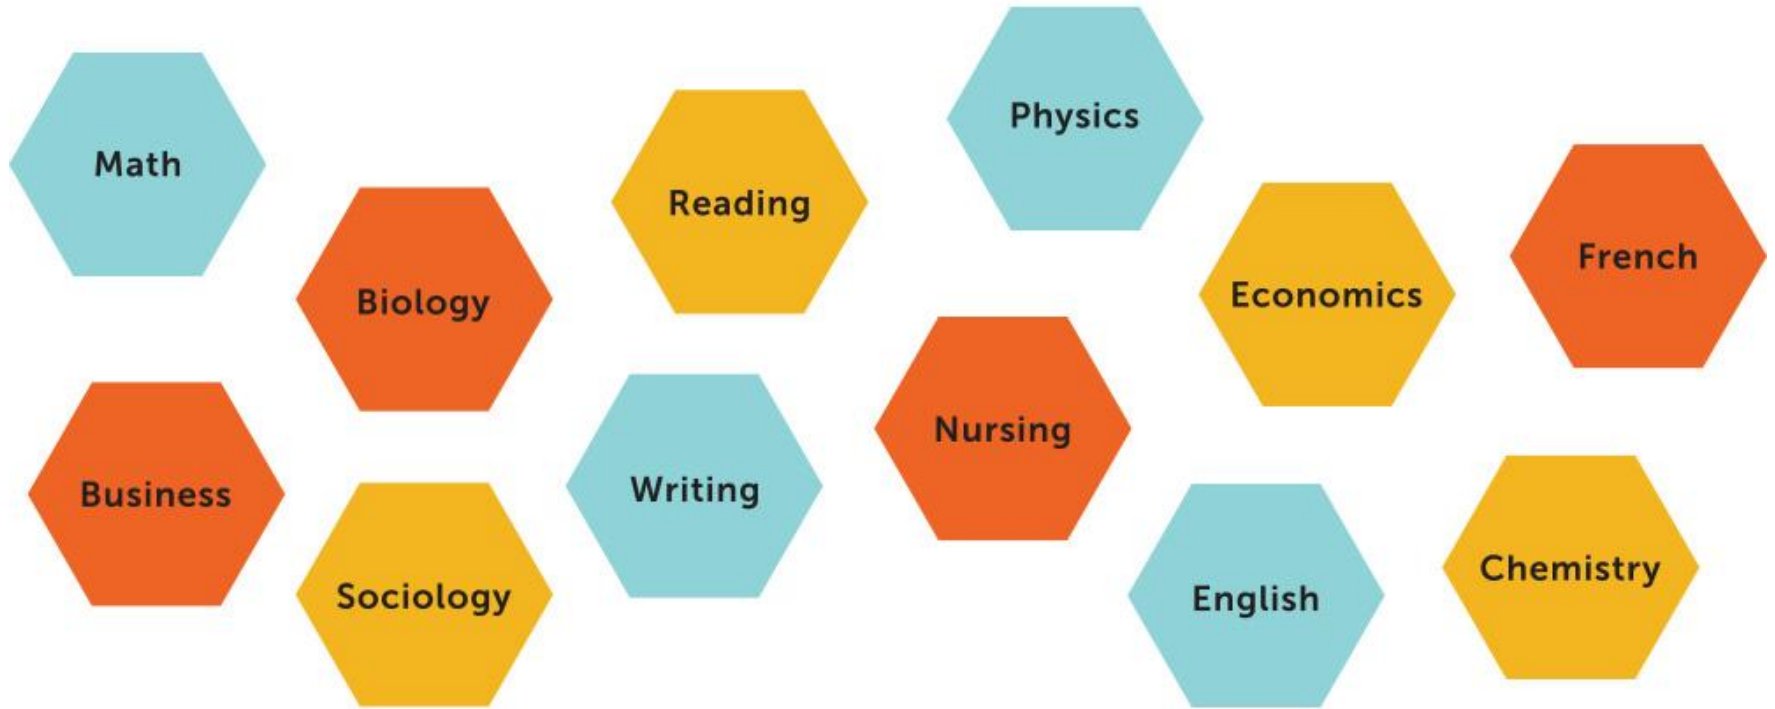 Math
Biology
Reading
Physics
Economics
French
Business
Sociology
Writing
Nursing
English
Chemistry